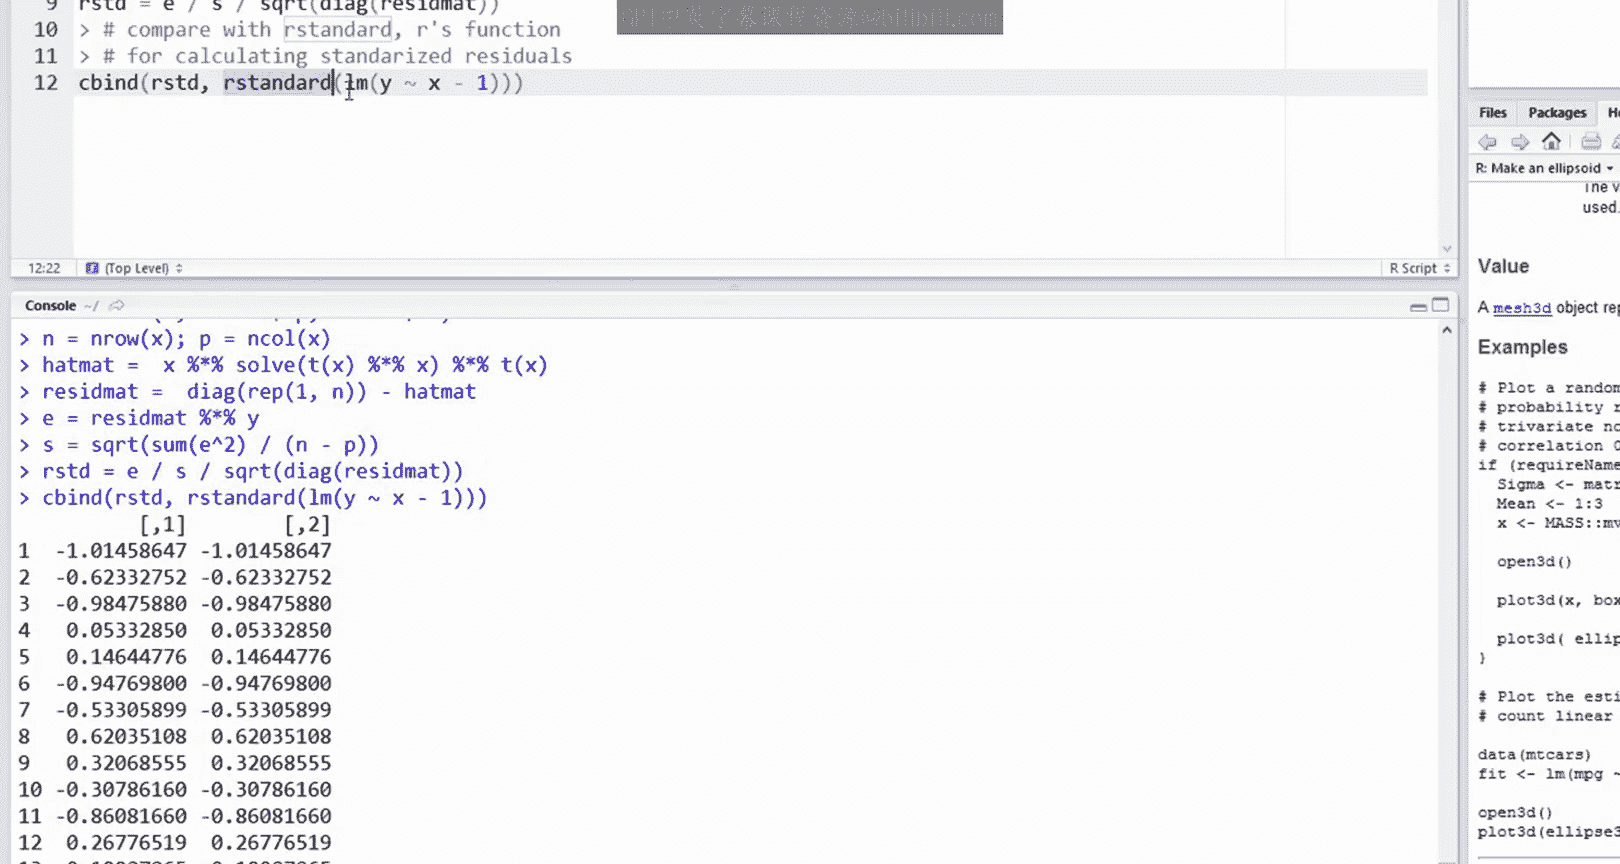 9 rstd = e / s / sqrt(diag(residmat))
10 > # compare with rstandard, r's function
11 > # for calculating standarized residuals
12 cbind(rstd, rstandard(lm(y ~ x - 1)))
12:22 (Top Level) R Script
Console ~/
> n = nrow(x); p = ncol(x)
> hatmat =  x %*% solve(t(x) %*% x) %*% t(x)
> residmat =  diag(rep(1, n)) - hatmat
> e = residmat %*% y
> s = sqrt(sum(e^2) / (n - p))
> rstd = e / s / sqrt(diag(residmat))
> cbind(rstd, rstandard(lm(y ~ x - 1)))
[,1] [,2]
1 -1.01458647 -1.01458647
2 -0.62332752 -0.62332752
3 -0.98475880 -0.98475880
4 0.05332850 0.05332850
5 0.14644776 0.14644776
6 -0.94769800 -0.94769800
7 -0.53305899 -0.53305899
8 0.62035108 0.62035108
9 0.32068555 0.32068555
10 -0.30786160 -0.30786160
11 -0.86081660 -0.86081660
12 0.26776519 0.26776519
Files Packages
R: Make an ellipsoid
The
used.
Value
A mesh3d object
Examples
# Plot a
# probability
# trivariate
# correlation
if
Sigma <-
Mean <- 1:3
x <-
open3d()
plot3d(x,
plot3d(
}
# Plot the
# count linear
data(mtcars)
fit <- lm(mpg ~
open3d()